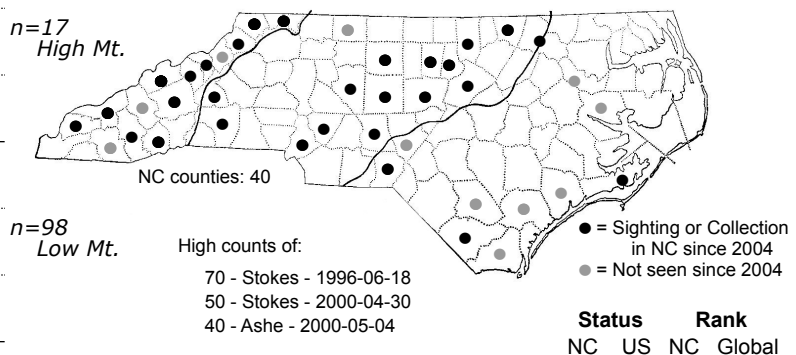 n=17
High Mt.
NC counties: 40
n=98
Low Mt.
High counts of:
70 - Stokes - 1996-06-18
50 - Stokes - 2000-04-30
40 - Ashe - 2000-05-04
= Sighting or Collection
in NC since 2004
= Not seen since 2004
Status Rank
NC US NC Global